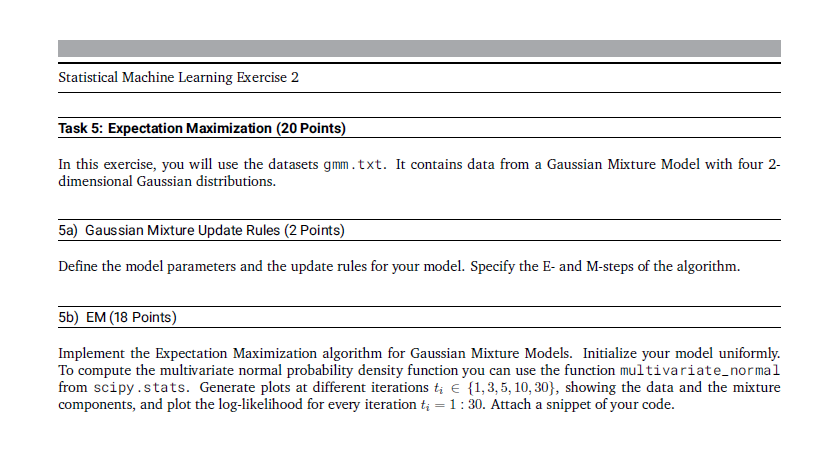 Statistical Machine Learning Exercise 2
Task 5: Expectation Maximization (20 Points)
In this exercise, you will use the datasets gmm.txt. It contains data from a Gaussian Mixture Model with four 2-
dimensional Gaussian distributions.
5a) Gaussian Mixture Update Rules (2 Points)
Define the model parameters and the update rules for your model. Specify the E- and M-steps of the algorithm.
5b) EM (18 Points)
Implement the Expectation Maximization algorithm for Gaussian Mixture Models. Initialize your model uniformly.
To compute the multivariate normal probability density function you can use the function multivariate_normal
from scipy.stats. Generate plots at different iterations tᵢ ∈ {1, 3, 5, 10, 30}, showing the data and the mixture
components, and plot the log-likelihood for every iteration tᵢ = 1 : 30. Attach a snippet of your code.